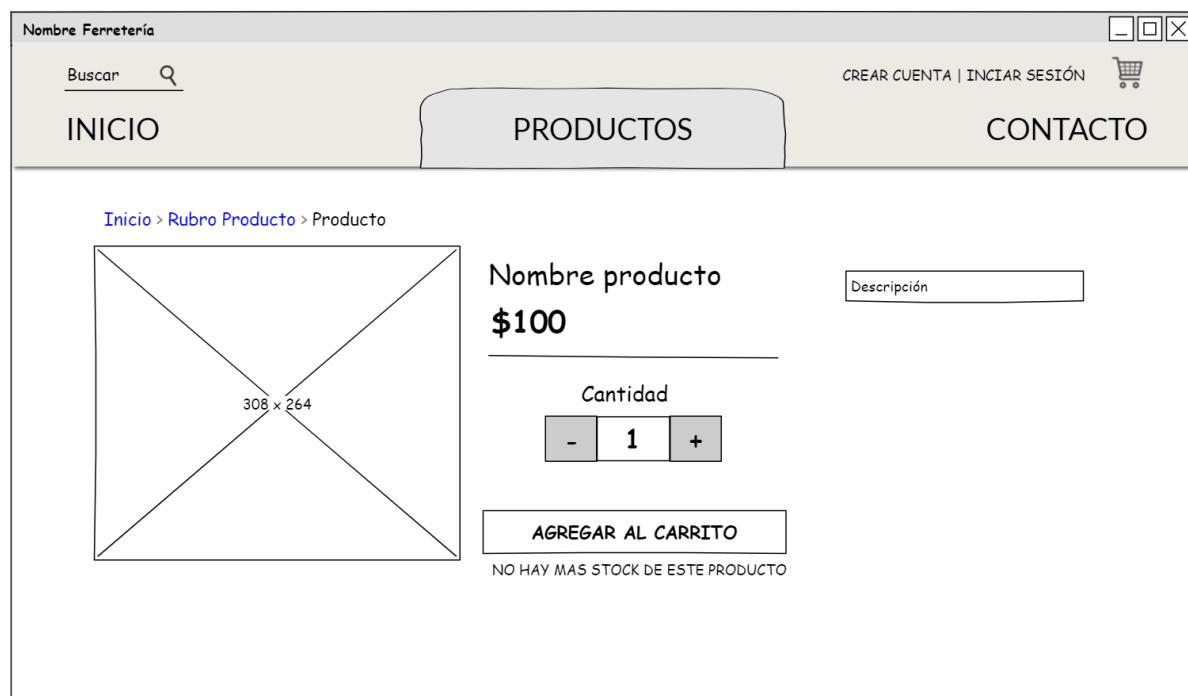 Nombre Ferretería
Buscar
CREAR CUENTA | INCIAR SESIÓN
INICIO
PRODUCTOS
CONTACTO
Inicio > Rubro Producto > Producto
308 x 264
Nombre producto
$100
Descripción
Cantidad
- 1 +
AGREGAR AL CARRITO
NO HAY MAS STOCK DE ESTE PRODUCTO